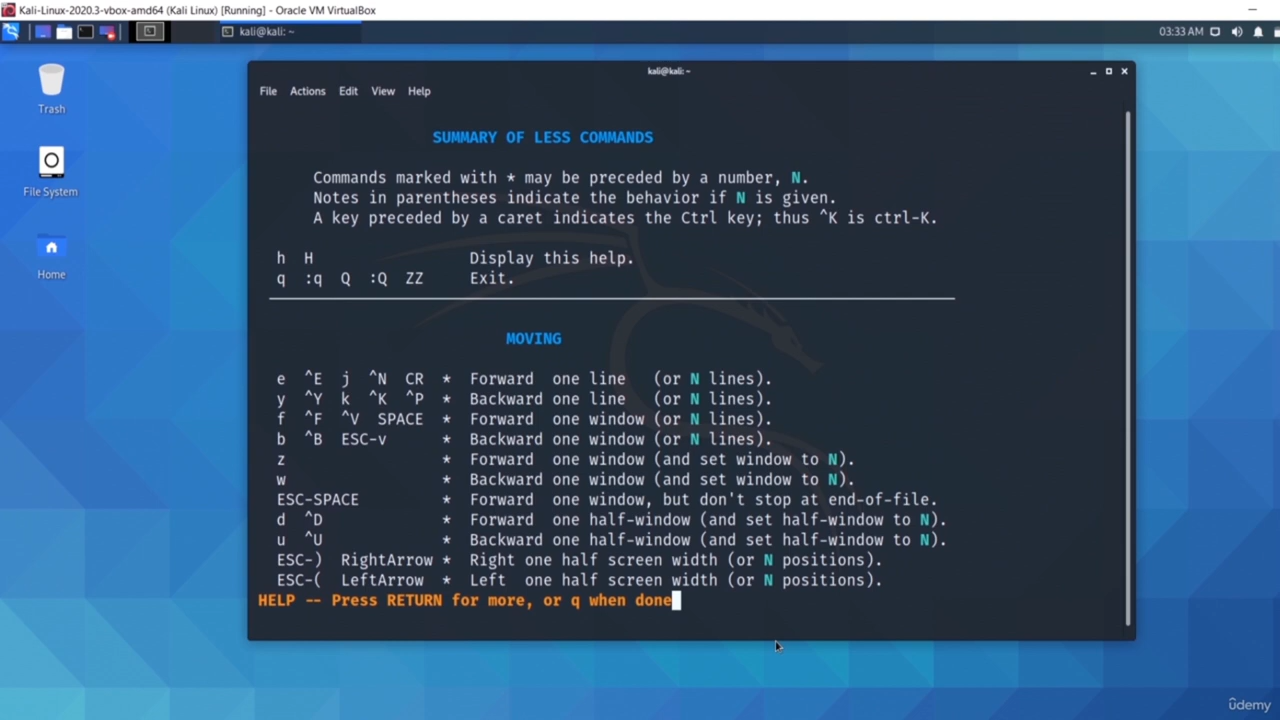 Kali-Linux-2020.3-vbox-amd64 (Kali Linux) [Running] - Oracle VM VirtualBox
kali@kali: ~
03:33 AM
kali@kali: ~
File Actions Edit View Help
Trash
File System
Home
SUMMARY OF LESS COMMANDS
Commands marked with * may be preceded by a number, N.
Notes in parentheses indicate the behavior if N is given.
A key preceded by a caret indicates the Ctrl key; thus ^K is ctrl-K.
h H Display this help.
q :q Q :Q ZZ Exit.
MOVING
e ^E j ^N CR * Forward one line (or N lines).
y ^Y k ^K ^P * Backward one line (or N lines).
f ^F ^V SPACE * Forward one window (or N lines).
b ^B ESC-v * Backward one window (or N lines).
z * Forward one window (and set window to N).
w * Backward one window (and set window to N).
ESC-SPACE * Forward one window, but don't stop at end-of-file.
d ^D * Forward one half-window (and set half-window to N).
u ^U * Backward one half-window (and set half-window to N).
ESC-) RightArrow * Right one half screen width (or N positions).
ESC-( LeftArrow * Left one half screen width (or N positions).
HELP -- Press RETURN for more, or q when done
ûdemy